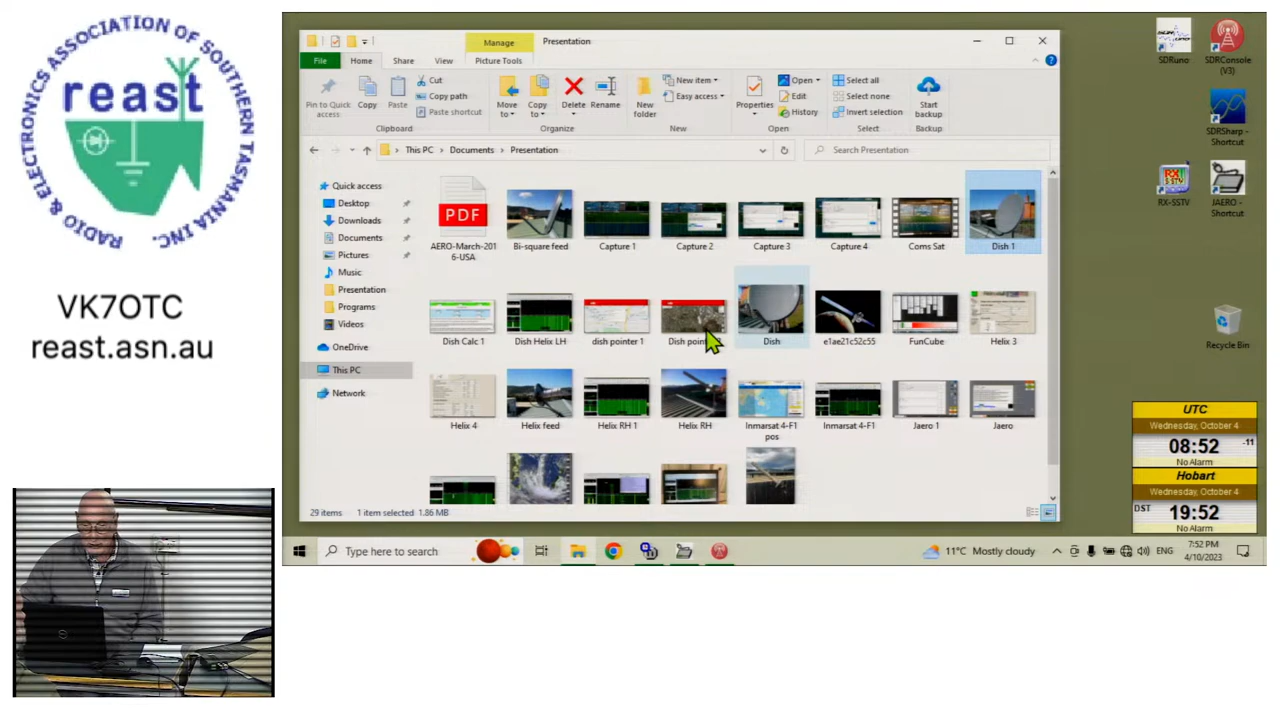 RADIO & ELECTRONICS ASSOCIATION OF SOUTHERN TASMANIA INC.
reast
VK7OTC
reast.asn.au
Manage
Presentation
File
Home
Share
View
Picture Tools
Pin to Quick access
Copy
Paste
Cut
Copy path
Paste shortcut
Clipboard
Move to
Copy to
Delete
Rename
Organize
New folder
New item
Easy access
New
Properties
Open
Edit
History
Open
Select all
Select none
Invert selection
Select
Start backup
Backup
This PC
Documents
Presentation
Search Presentation
Quick access
Desktop
Downloads
Documents
Pictures
Music
Presentation
Programs
Videos
OneDrive
This PC
Network
PDF
AERO-March-201
6-USA
Bi-square feed
Capture 1
Capture 2
Capture 3
Capture 4
Coms Sat
Dish 1
Dish Calc 1
Dish Helix LH
dish pointer 1
Dish
e1ae21c52c55
FunCube
Helix 3
Helix 4
Helix feed
Helix RH 1
Helix RH
Inmarsat 4-F1
pos
Inmarsat 4-F1
Jaero 1
Jaero
29 items
1 item selected 1.86 MB
SDRuno
SDRConsole
(V3)
SDRSharp -
Shortcut
RX-SSTV
JAERO -
Shortcut
Recycle Bin
UTC
Wednesday, October 4
08:52
-11
No Alarm
Hobart
Wednesday, October 4
DST
19:52
No Alarm
Type here to search
11°C Mostly cloudy
ENG
7:52 PM
4/10/2023